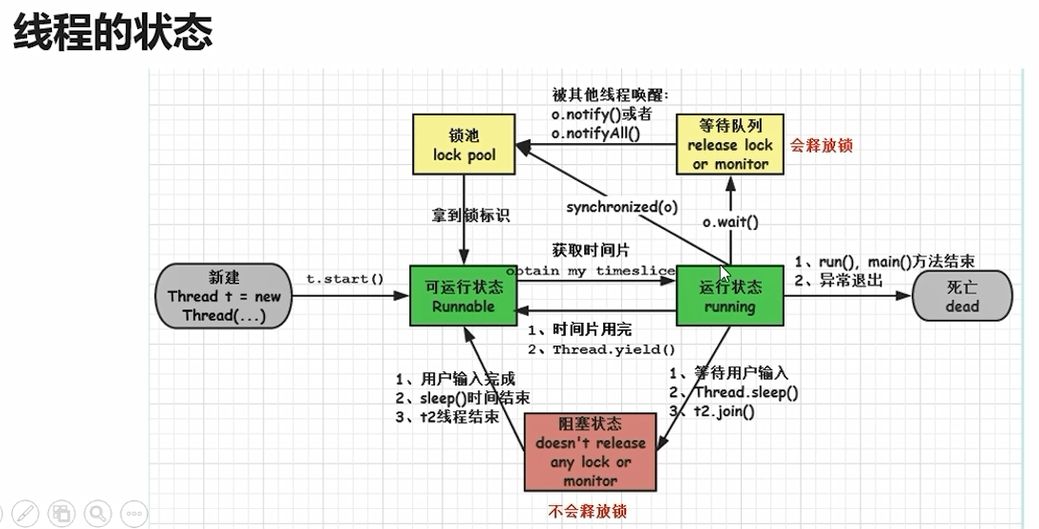 线程的状态
被其他线程唤醒：
o.notify()或者
o.notifyAll()
锁池
lock pool
等待队列
release lock
or monitor
会释放锁
拿到锁标识
synchronized(o)
o.wait()
新建
Thread t = new
Thread(...)
t.start()
可运行状态
Runnable
获取时间片
obtain my timeslice
运行状态
running
1、run()，main()方法结束
2、异常退出
死亡
dead
1、时间片用完
2、Thread.yield()
1、用户输入完成
2、sleep()时间结束
3、t2线程结束
1、等待用户输入
2、Thread.sleep()
3、t2.join()
阻塞状态
doesn't release
any lock or
monitor
不会释放锁